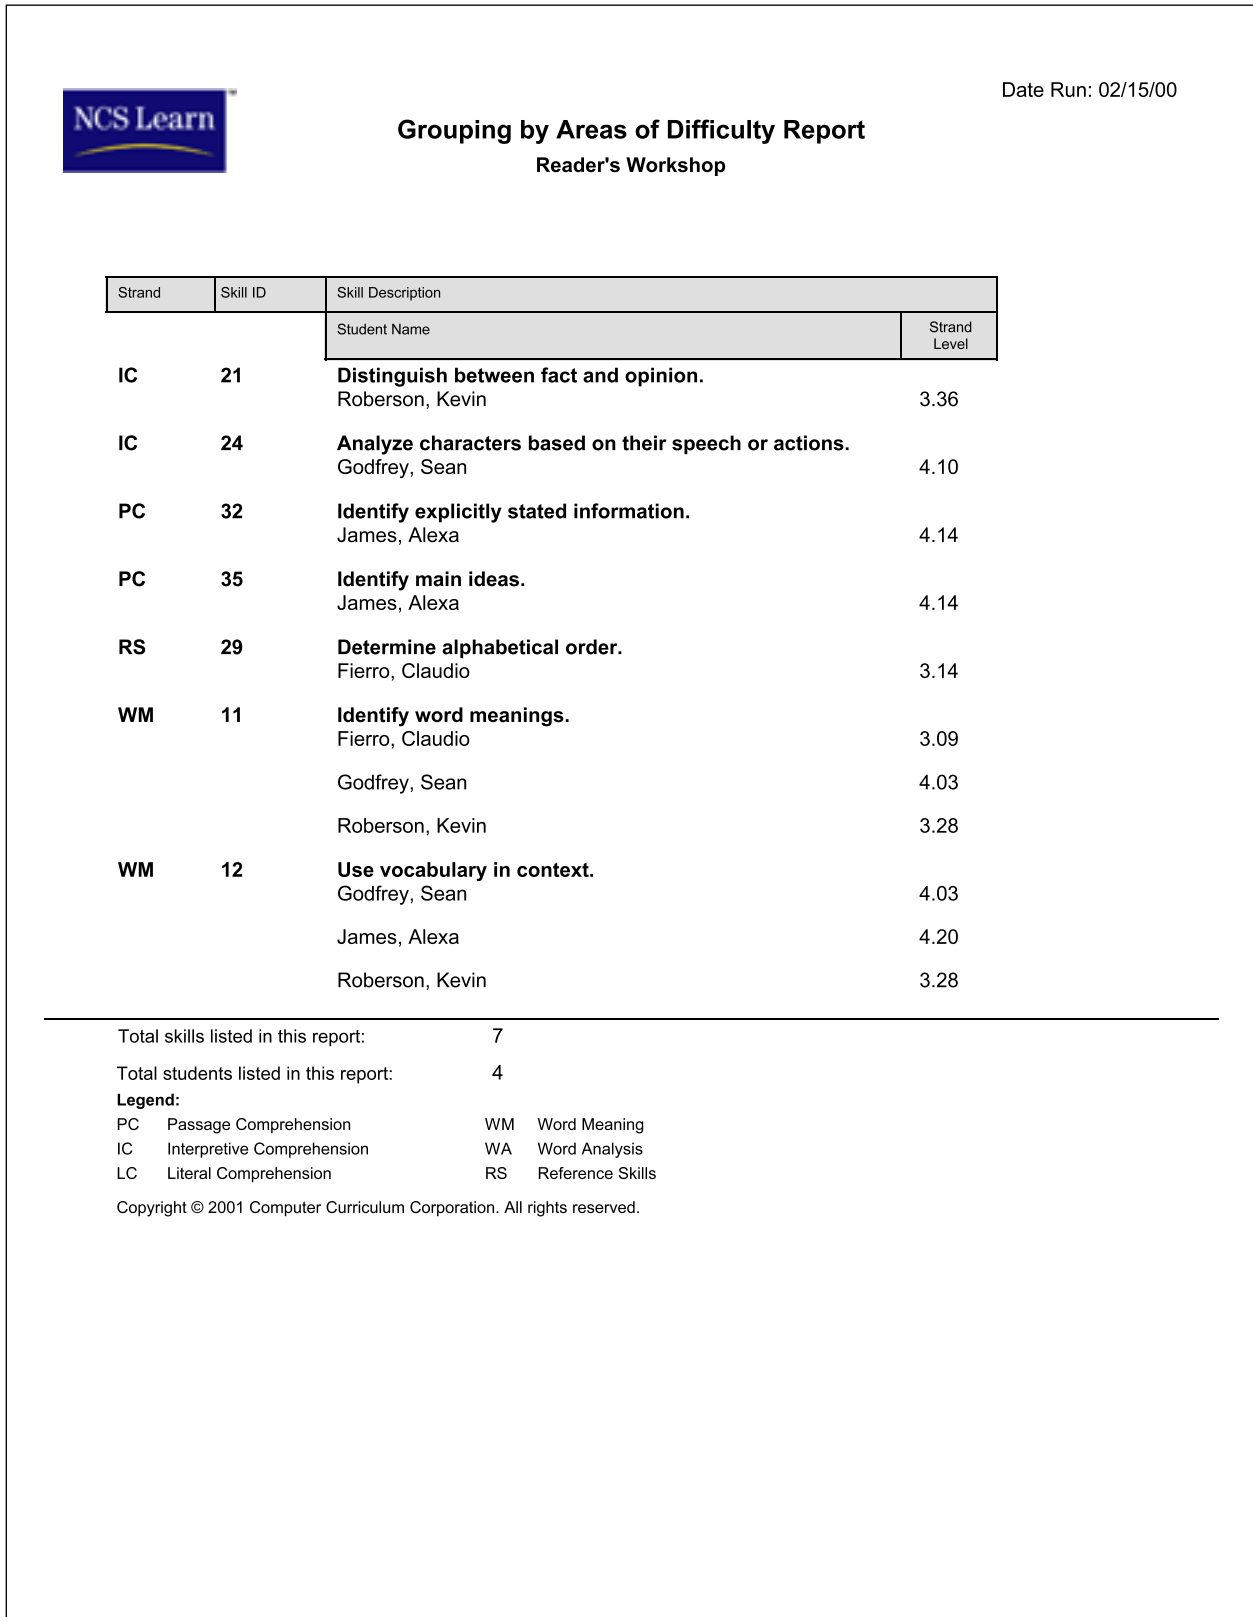 Date Run: 02/15/00
NCS Learn
Grouping by Areas of Difficulty Report
Reader's Workshop
Strand Skill ID Skill Description
Student Name Strand Level
IC 21 Distinguish between fact and opinion.
Roberson, Kevin 3.36
IC 24 Analyze characters based on their speech or actions.
Godfrey, Sean 4.10
PC 32 Identify explicitly stated information.
James, Alexa 4.14
PC 35 Identify main ideas.
James, Alexa 4.14
RS 29 Determine alphabetical order.
Fierro, Claudio 3.14
WM 11 Identify word meanings.
Fierro, Claudio 3.09
Godfrey, Sean 4.03
Roberson, Kevin 3.28
WM 12 Use vocabulary in context.
Godfrey, Sean 4.03
James, Alexa 4.20
Roberson, Kevin 3.28
Total skills listed in this report: 7
Total students listed in this report: 4
Legend:
PC Passage Comprehension WM Word Meaning
IC Interpretive Comprehension WA Word Analysis
LC Literal Comprehension RS Reference Skills
Copyright © 2001 Computer Curriculum Corporation. All rights reserved.